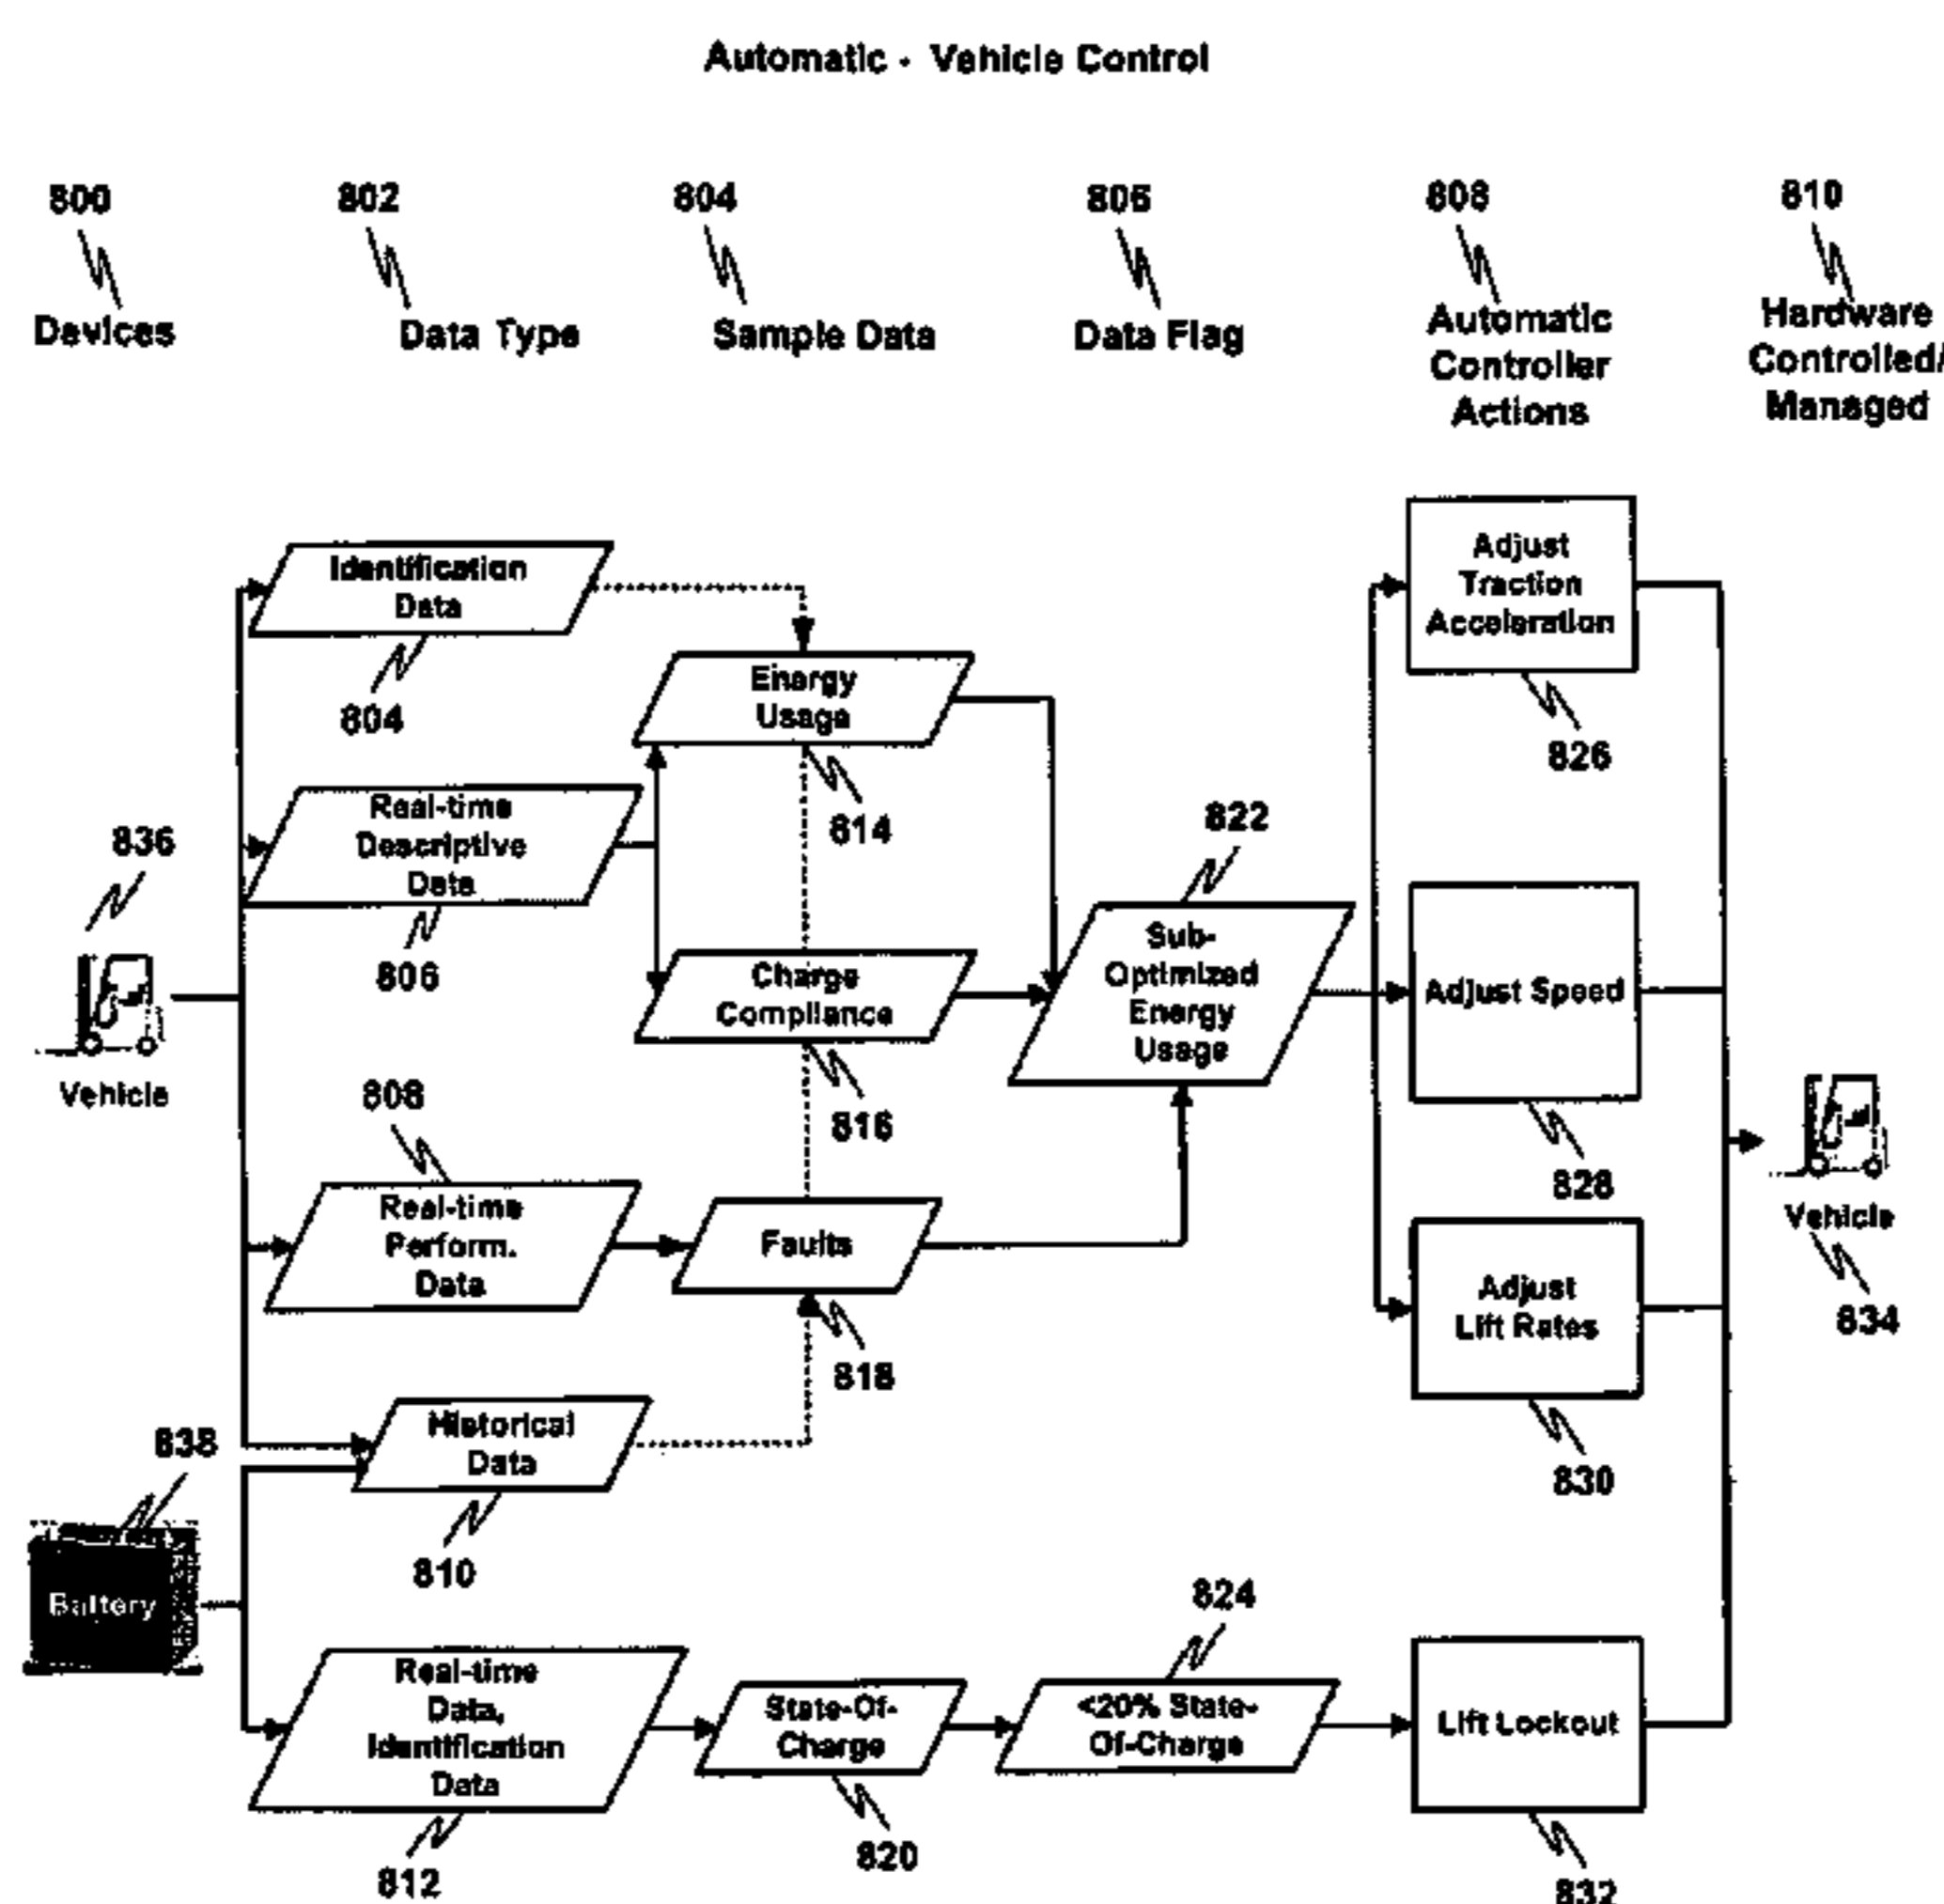 Automatic - Vehicle Control
800
802
804
806
808
810
Devices
Data Type
Sample Data
Data Flag
Automatic
Controller
Actions
Hardware
Controlled/
Managed
Identification
Data
804
Energy
Usage
814
Adjust
Traction
Acceleration
826
Real-time
Descriptive
Data
806
836
Vehicle
822
Sub-
Optimized
Energy
Usage
Charge
Compliance
816
Adjust Speed
828
808
Real-time
Perform.
Data
Faults
818
Vehicle
834
Adjust
Lift Rates
830
Historical
Data
810
838
Battery
Real-time
Data,
Identification
Data
812
State-Of-
Charge
820
824
<20% State-
Of-Charge
Lift Lockout
832